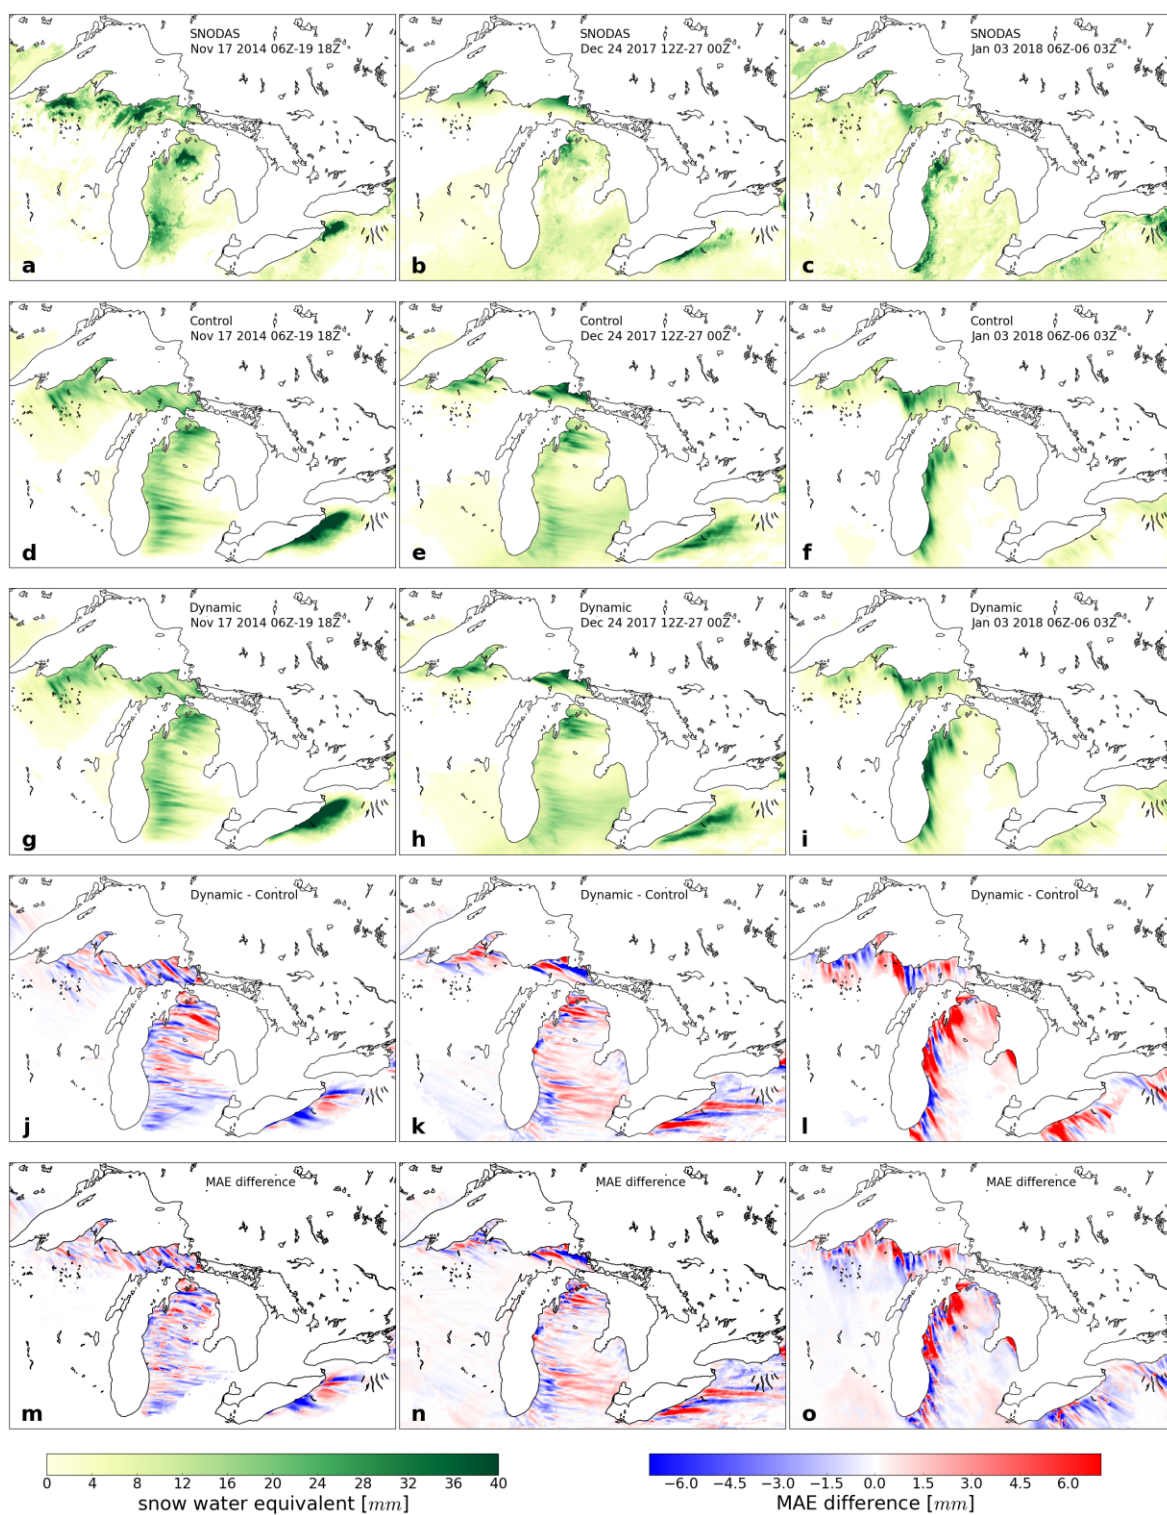 SNODAS
Nov 17 2014 06Z-19 18Z
a
SNODAS
Dec 24 2017 12Z-27 00Z
b
SNODAS
Jan 03 2018 06Z-06 03Z
c
Control
Nov 17 2014 06Z-19 18Z
d
Control
Dec 24 2017 12Z-27 00Z
e
Control
Jan 03 2018 06Z-06 03Z
f
Dynamic
Nov 17 2014 06Z-19 18Z
g
Dynamic
Dec 24 2017 12Z-27 00Z
h
Dynamic
Jan 03 2018 06Z-06 03Z
i
Dynamic - Control
j
Dynamic - Control
k
Dynamic - Control
l
MAE difference
m
MAE difference
n
MAE difference
o
0 4 8 12 16 20 24 28 32 36 40
snow water equivalent [mm]
−6.0 −4.5 −3.0 −1.5 0.0 1.5 3.0 4.5 6.0
MAE difference [mm]